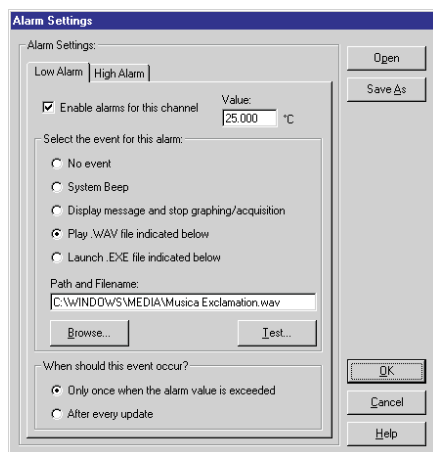 Alarm Settings
Alarm Settings:
Low Alarm High Alarm
Enable alarms for this channel
Value:
25.000 °C
Select the event for this alarm:
No event
System Beep
Display message and stop graphing/acquisition
Play .WAV file indicated below
Launch .EXE file indicated below
Path and Filename:
C:\WINDOWS\MEDIA\Musica Exclamation.wav
Browse... Test...
When should this event occur?
Only once when the alarm value is exceeded
After every update
Open
Save As
OK
Cancel
Help